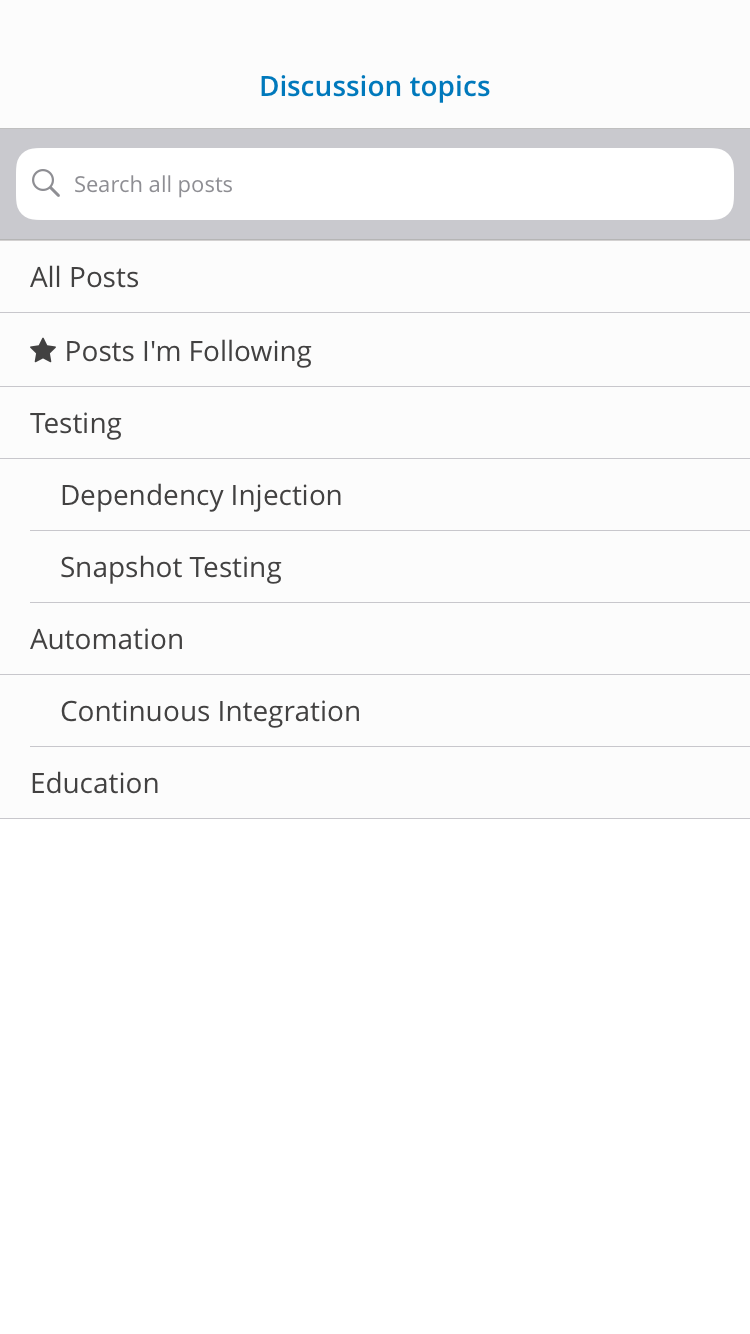 Discussion topics
Search all posts
All Posts
Posts I'm Following
Testing
Dependency Injection
Snapshot Testing
Automation
Continuous Integration
Education